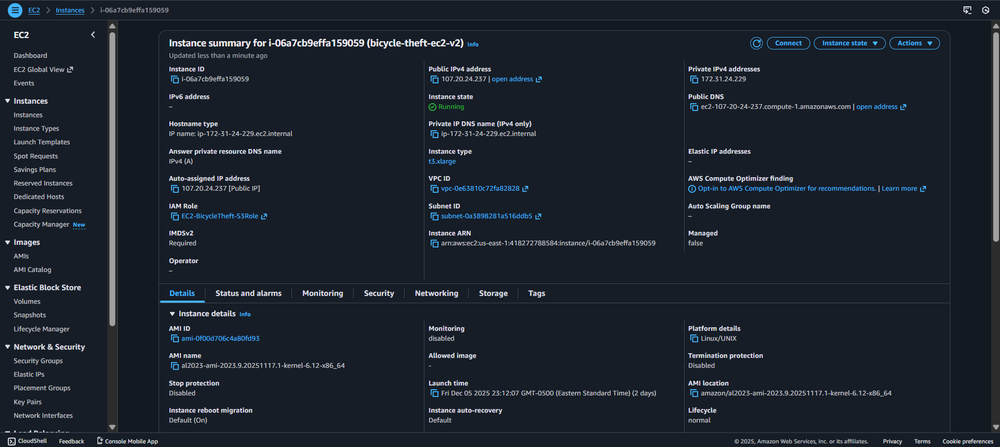 EC2
Instances
i-06a7cb9effa159059
EC2
Dashboard
EC2 Global View
Events
Instances
Instances
Instance Types
Launch Templates
Spot Requests
Savings Plans
Reserved Instances
Dedicated Hosts
Capacity Reservations
Capacity Manager New
Images
AMIs
AMI Catalog
Elastic Block Store
Volumes
Snapshots
Lifecycle Manager
Network & Security
Security Groups
Elastic IPs
Placement Groups
Key Pairs
Network Interfaces
Load Balancing
Instance summary for i-06a7cb9effa159059 (bicycle-theft-ec2-v2) Info
Updated less than a minute ago
Connect
Instance state
Actions
Instance ID
i-06a7cb9effa159059
IPv6 address
–
Hostname type
IP name: ip-172-31-24-229.ec2.internal
Answer private resource DNS name
IPv4 (A)
Auto-assigned IP address
107.20.24.237 [Public IP]
IAM Role
EC2-BicycleTheft-S3Role
IMDSv2
Required
Operator
–
Public IPv4 address
107.20.24.237 | open address
Instance state
Running
Private IP DNS name (IPv4 only)
ip-172-31-24-229.ec2.internal
Instance type
t3.xlarge
VPC ID
vpc-0e63810c72fa82828
Subnet ID
subnet-0a3898281a516ddb5
Instance ARN
arn:aws:ec2:us-east-1:418272788584:instance/i-06a7cb9effa159059
Private IPv4 addresses
172.31.24.229
Public DNS
ec2-107-20-24-237.compute-1.amazonaws.com | open address
Elastic IP addresses
–
AWS Compute Optimizer finding
Opt-in to AWS Compute Optimizer for recommendations. | Learn more
Auto Scaling Group name
–
Managed
false
Details
Status and alarms
Monitoring
Security
Networking
Storage
Tags
Instance details Info
AMI ID
ami-0f00d706c4a80fd93
AMI name
al2023-ami-2023.9.20251117.1-kernel-6.12-x86_64
Stop protection
Disabled
Instance reboot migration
Default (On)
Monitoring
disabled
Allowed image
-
Launch time
Fri Dec 05 2025 23:12:07 GMT-0500 (Eastern Standard Time) (2 days)
Instance auto-recovery
Default
Platform details
Linux/UNIX
Termination protection
Disabled
AMI location
amazon/al2023-ami-2023.9.20251117.1-kernel-6.12-x86_64
Lifecycle
normal
CloudShell
Feedback
Console Mobile App
© 2025, Amazon Web Services, Inc. or its affiliates.
Privacy
Terms
Cookie preferences